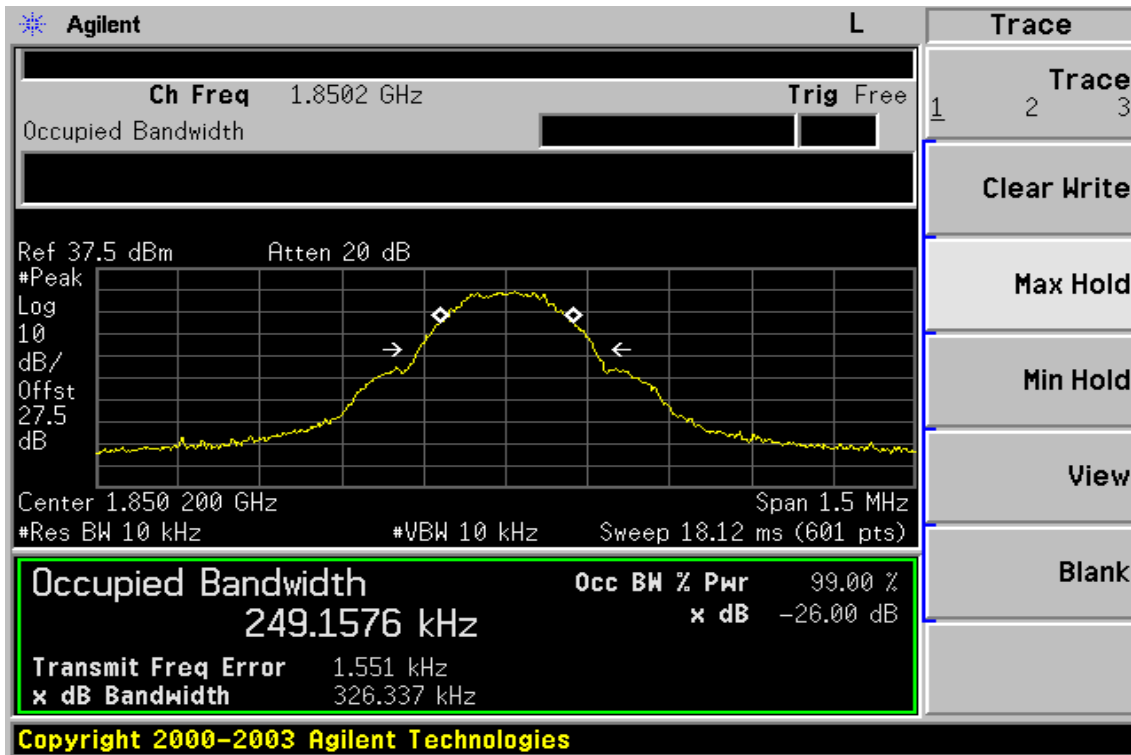 Agilent L
Ch Freq 1.8502 GHz Trig Free
Occupied Bandwidth
Ref 37.5 dBm Atten 20 dB
#Peak
Log
10
dB/
Offst
27.5
dB
Center 1.850 200 GHz Span 1.5 MHz
#Res BW 10 kHz #VBW 10 kHz Sweep 18.12 ms (601 pts)
Occupied Bandwidth
249.1576 kHz
Occ BW % Pwr 99.00 %
x dB -26.00 dB
Transmit Freq Error 1.551 kHz
x dB Bandwidth 326.337 kHz
Copyright 2000-2003 Agilent Technologies
Trace
Trace
1 2 3
Clear Write
Max Hold
Min Hold
View
Blank